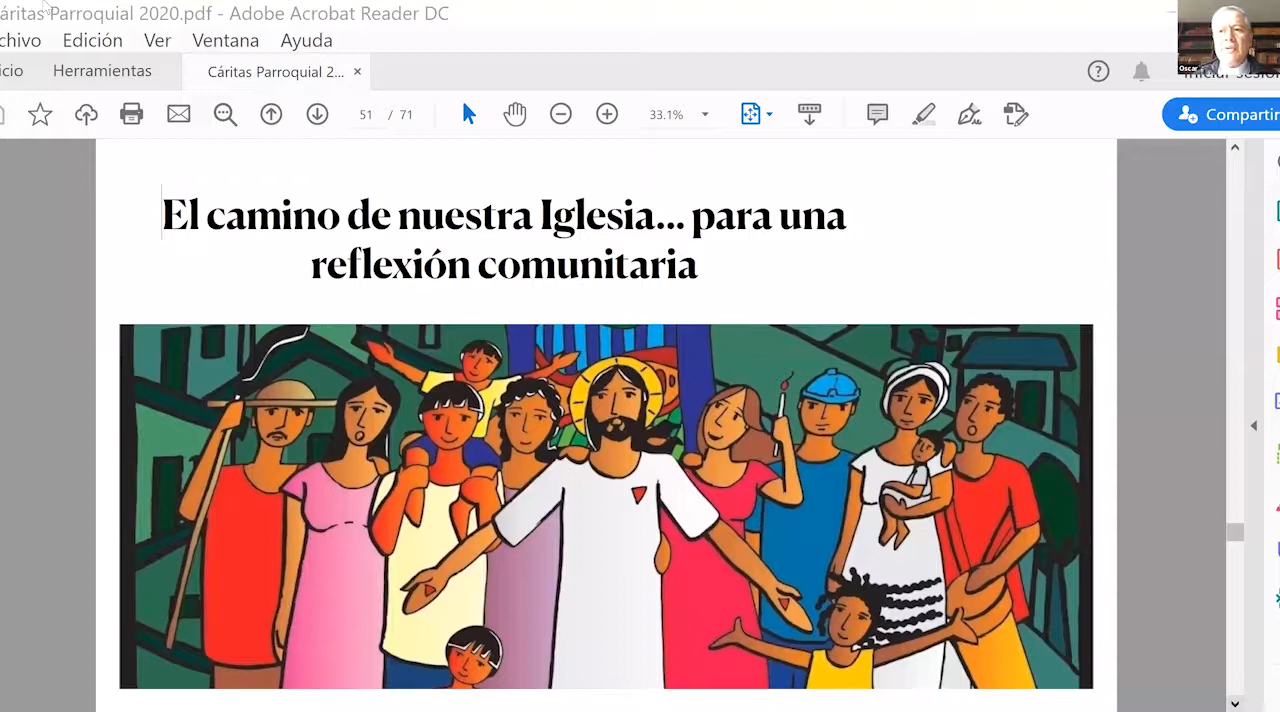 áritas Parroquial 2020.pdf - Adobe Acrobat Reader DC
chivo Edición Ver Ventana Ayuda
icio Herramientas Cáritas Parroquial 2... ×
51 / 71 33.1% Compartir
Oscar
El camino de nuestra Iglesia... para una
reflexión comunitaria